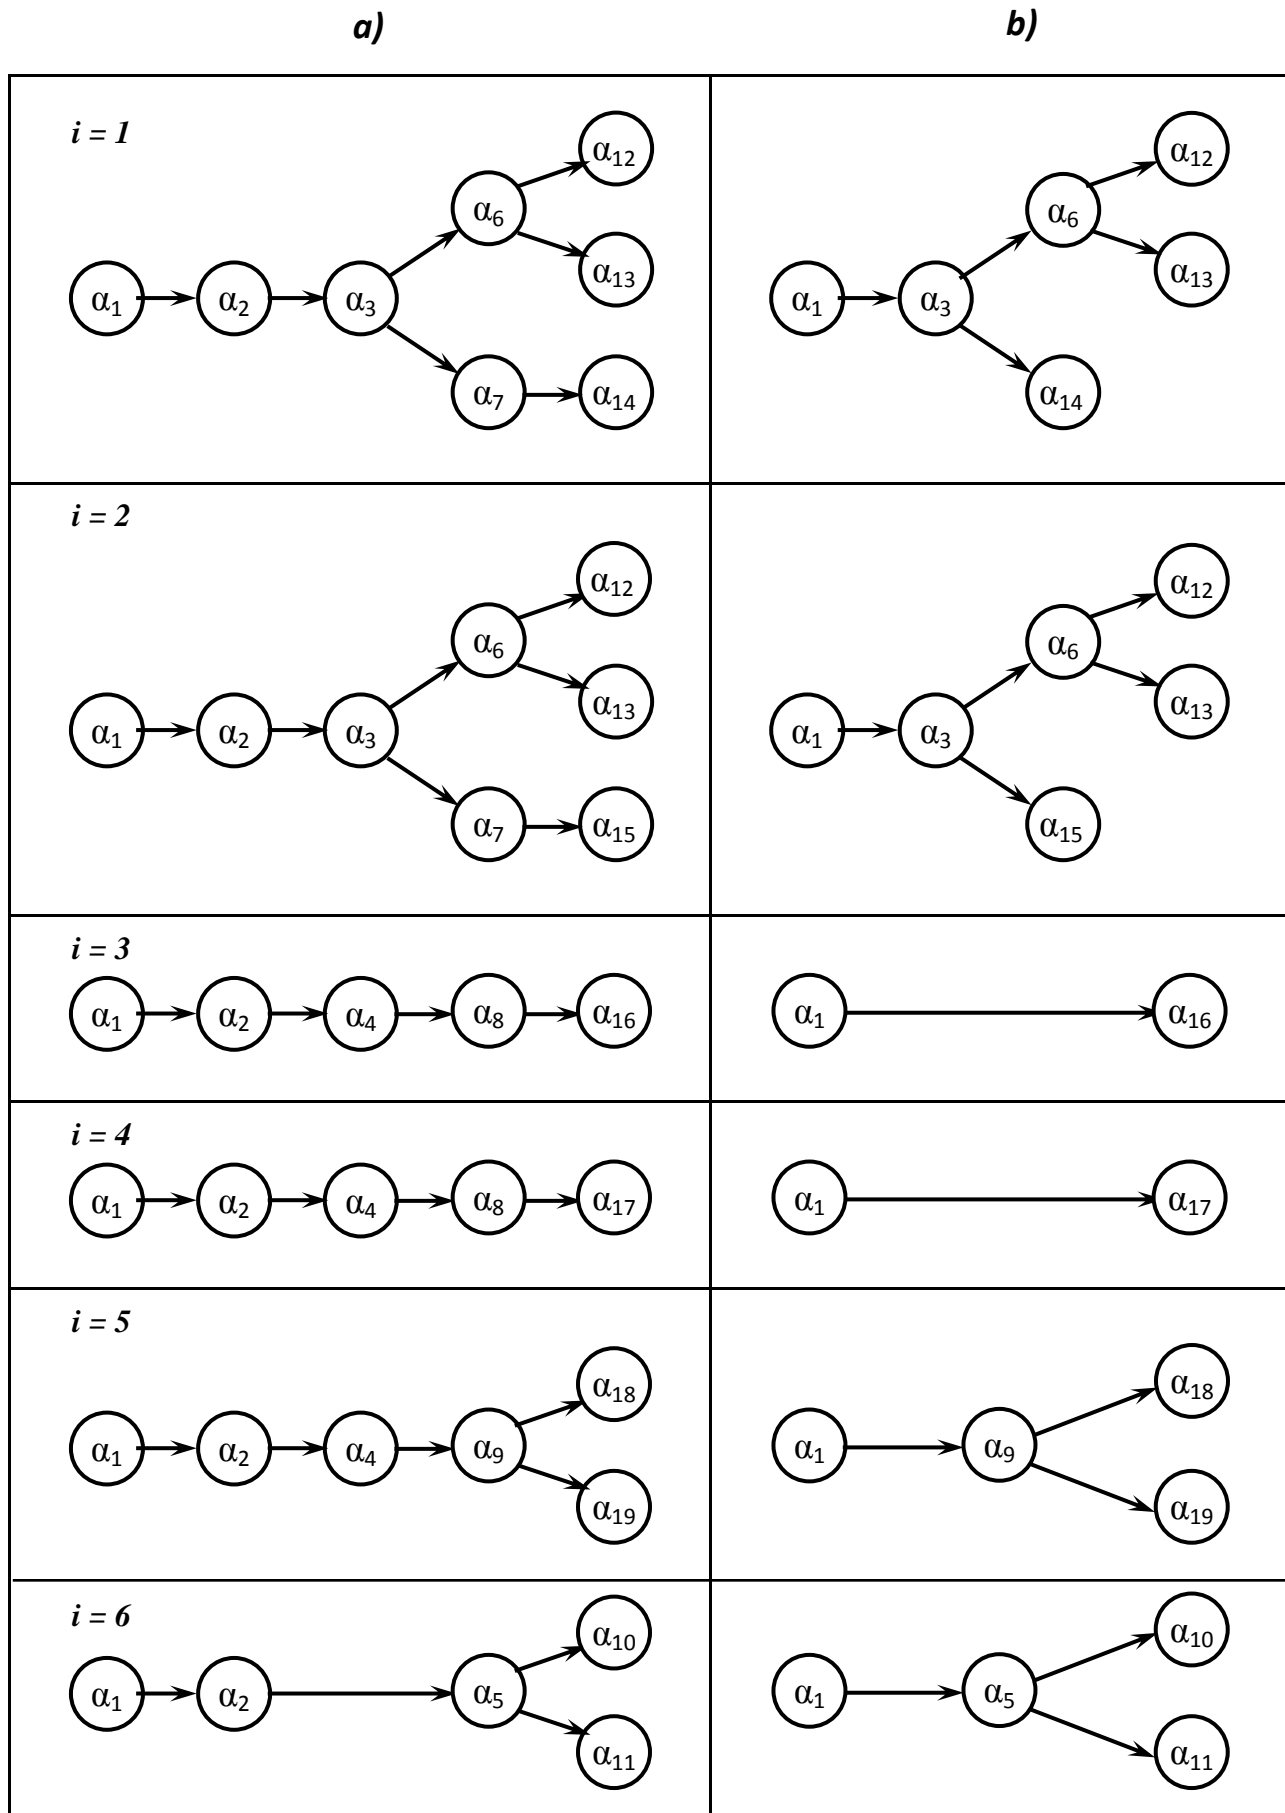 a) b)
i = 1
α12 α12
α6 α6
α13 α13
α1 α2 α3 α1 α3
α7 α14 α14
i = 2
α12 α12
α6 α6
α13 α13
α1 α2 α3 α1 α3
α7 α15 α15
i = 3
α1 α2 α4 α8 α16 α1 α16
i = 4
α1 α2 α4 α8 α17 α1 α17
i = 5
α18 α18
α1 α2 α4 α9 α1 α9
α19 α19
i = 6
α10 α10
α1 α2 α5 α1 α5
α11 α11